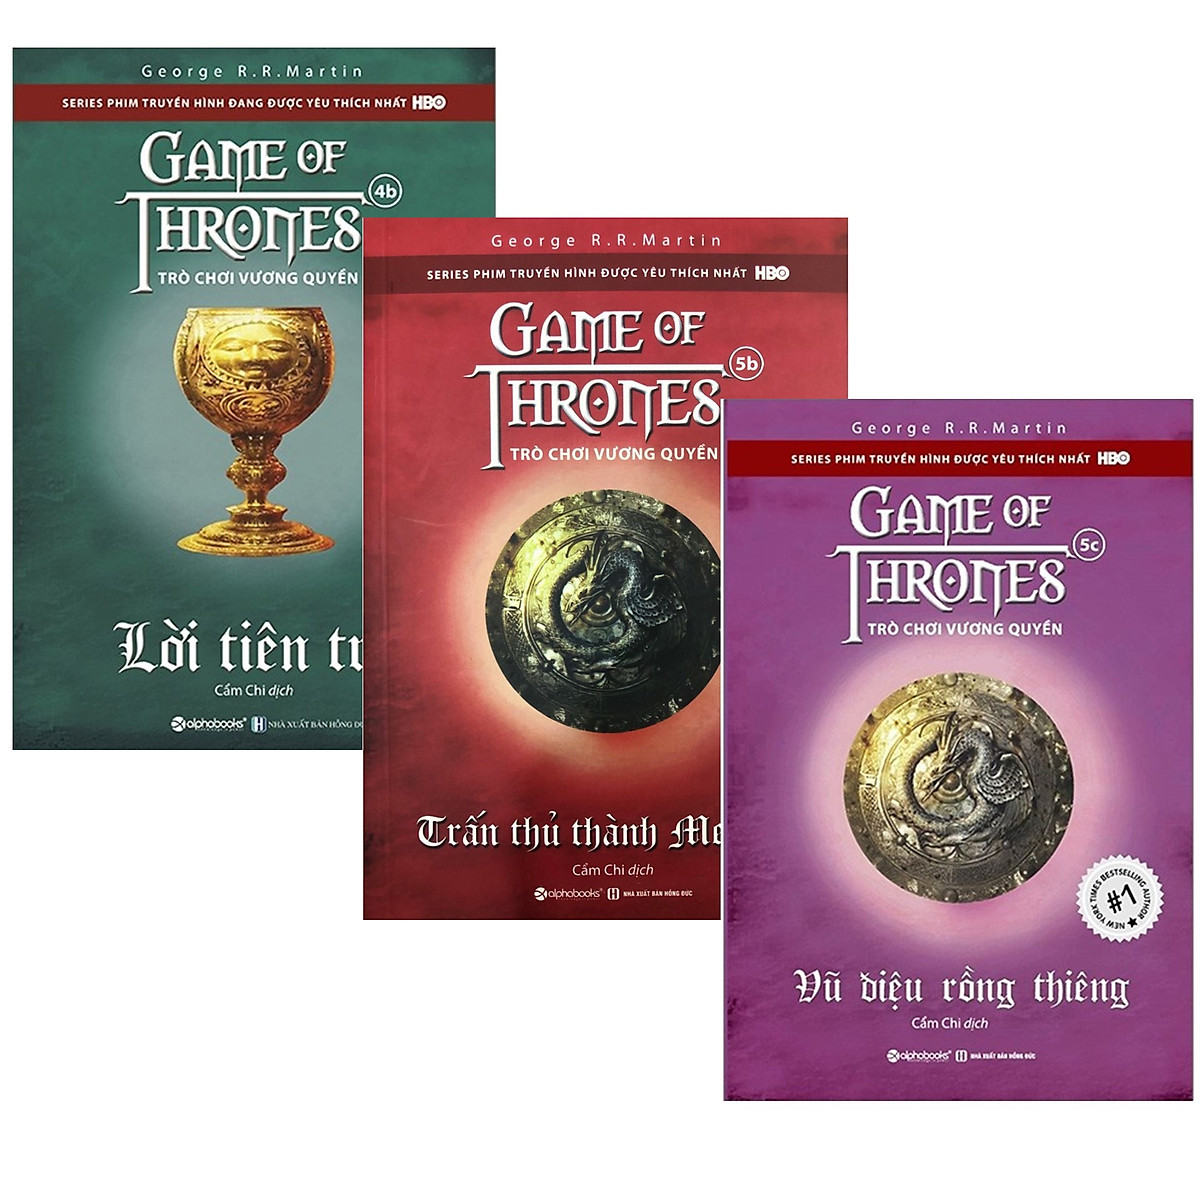 George R.R.Martin
SERIES PHIM TRUYỀN HÌNH ĐANG ĐƯỢC YÊU THÍCH NHẤT HBO
GAME OF
THRONES
4b
TRÒ CHƠI VƯƠNG QUYỀN
Lời tiên
Cẩm Chi dịch
alphabooks®
NHÀ XUẤT BẢN HỒNG
George R.R.Martin
SERIES PHIM TRUYỀN HÌNH ĐƯỢC YÊU THÍCH NHẤT HBO
GAME OF
THRONES
5b
TRÒ CHƠI VƯƠNG QUYỀN
Trấn thủ thành
Cẩm Chi dịch
alphabooks® NHÀ XUẤT BẢN HỒNG ĐỨC
George R.R.Martin
SERIES PHIM TRUYỀN HÌNH ĐƯỢC YÊU THÍCH NHẤT HBO
GAME OF
THRONES
5c
TRÒ CHƠI VƯƠNG QUYỀN
NEW YORK TIMES BESTSELLING AUTHOR
#1
Vũ điệu rồng thiêng
Cẩm Chi dịch
alphabooks® NHÀ XUẤT BẢN HỒNG ĐỨC